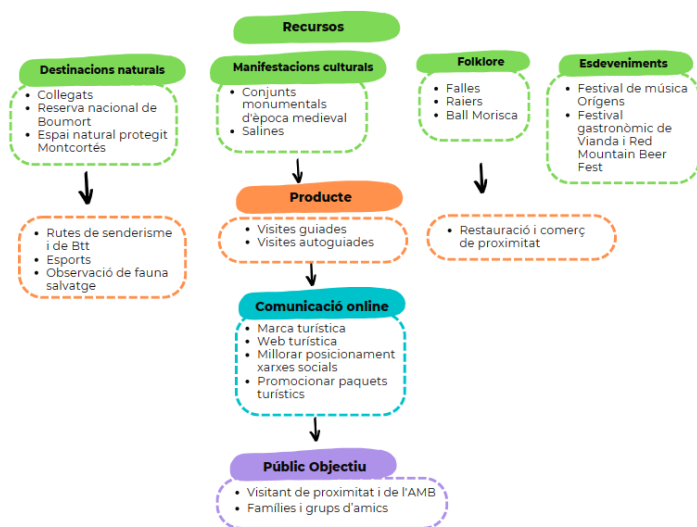 Recursos
Destinacions naturals
• Collegats
• Reserva nacional de
Boumort
• Espai natural protegit
Montcortés
Manifestacions culturals
• Conjunts
monumentals
d'època medieval
• Salines
Folklore
• Falles
• Raiers
• Ball Morisca
Esdeveniments
• Festival de música
Orígens
• Festival
gastronòmic de
Vianda i Red
Mountain Beer
Fest
• Rutes de senderisme
i de Btt
• Esports
• Observació de fauna
salvatge
Producte
• Visites guiades
• Visites autoguiades
• Restauració i comerç
de proximitat
Comunicació online
• Marca turística
• Web turística
• Millorar posicionament
xarxes socials
• Promocionar paquets
turístics
Públic Objectiu
• Visitant de proximitat i de l'AMB
• Famílies i grups d'amics